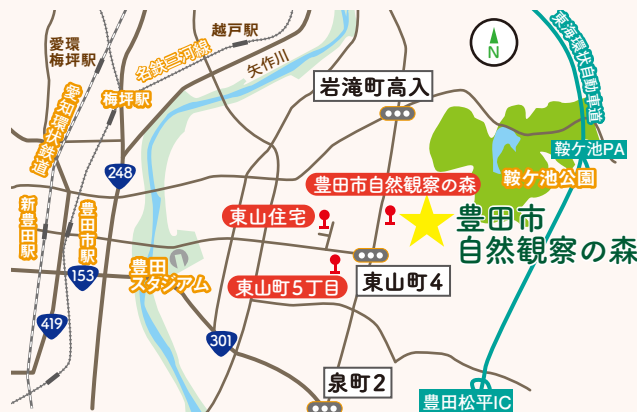 愛環
梅坪駅
越戸駅
名鉄三河線
矢作川
N
東海環状自動車道
梅坪駅
愛知環状鉄道
岩滝町高入
鞍ケ池PA
248
豊田市自然観察の森
鞍ケ池公園
東山住宅
新豊田駅
豊田市駅
豊田市
自然観察の森
豊田
スタジアム
153
東山町5丁目
東山町4
419
301
泉町2
豊田松平IC